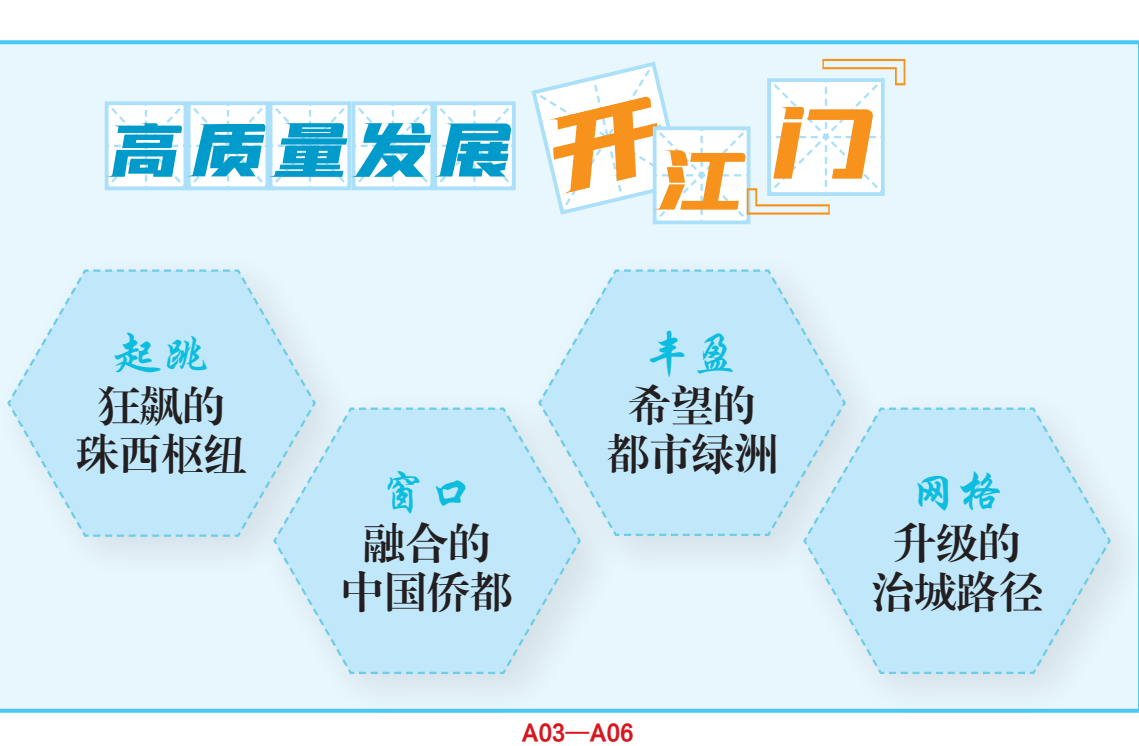 高质量发展 开江门
起跳
狂飙的
珠西枢纽
窗口
融合的
中国侨都
丰盈
希望的
都市绿洲
网格
升级的
治城路径
A03—A06